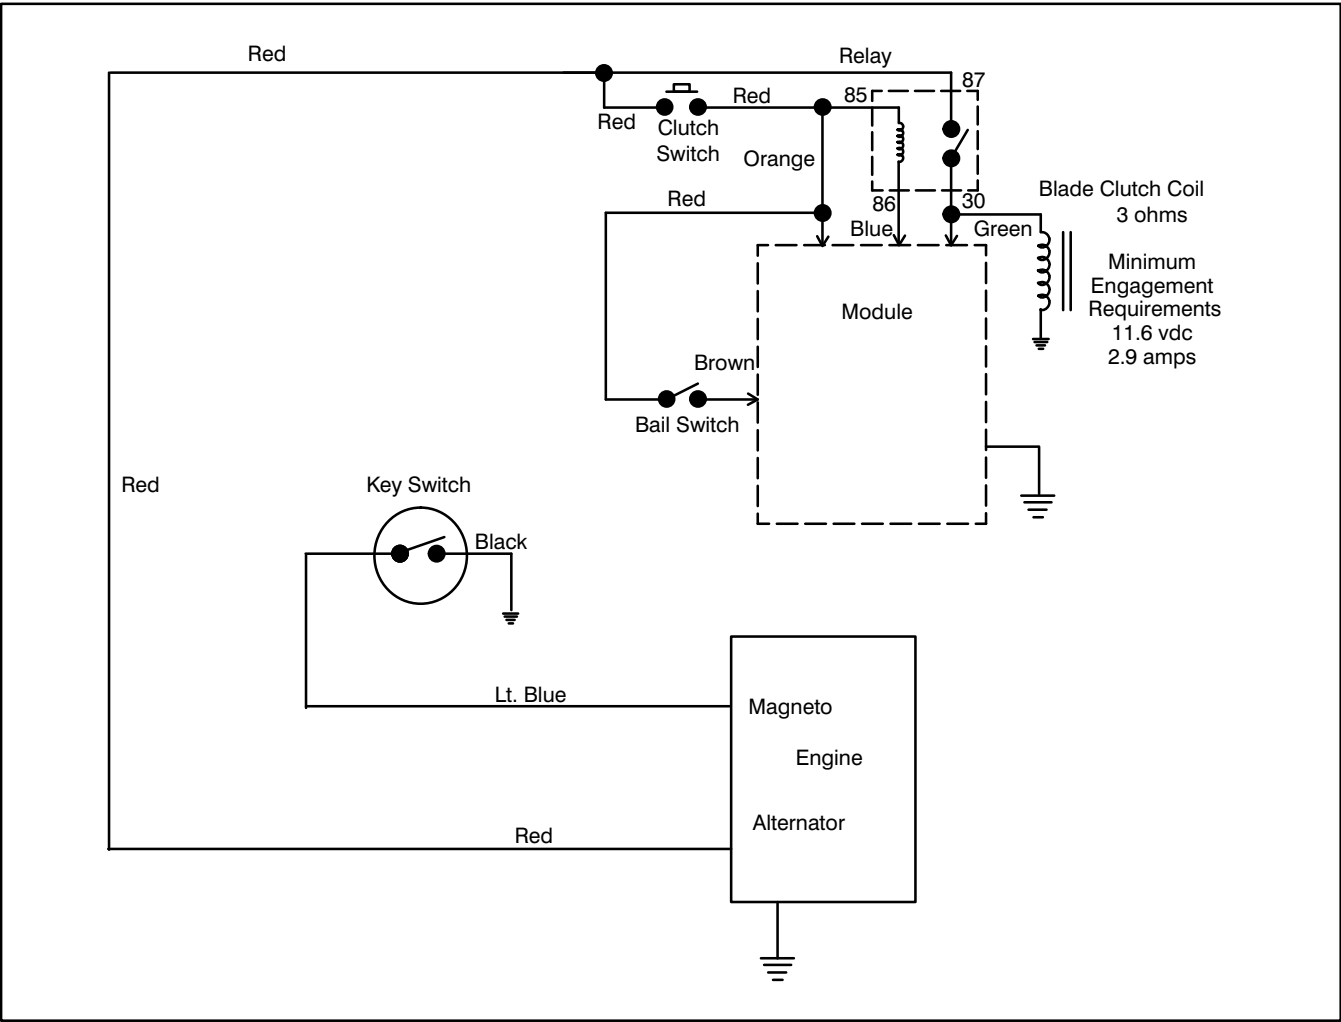 Red
Relay
87
Red
85
Red
Clutch
Switch
Orange
Blade Clutch Coil
3 ohms
Red
86
30
Blue
Green
Minimum
Engagement
Requirements
11.6 vdc
2.9 amps
Module
Brown
Bail Switch
Red
Key Switch
Black
Lt. Blue
Magneto
Engine
Alternator
Red